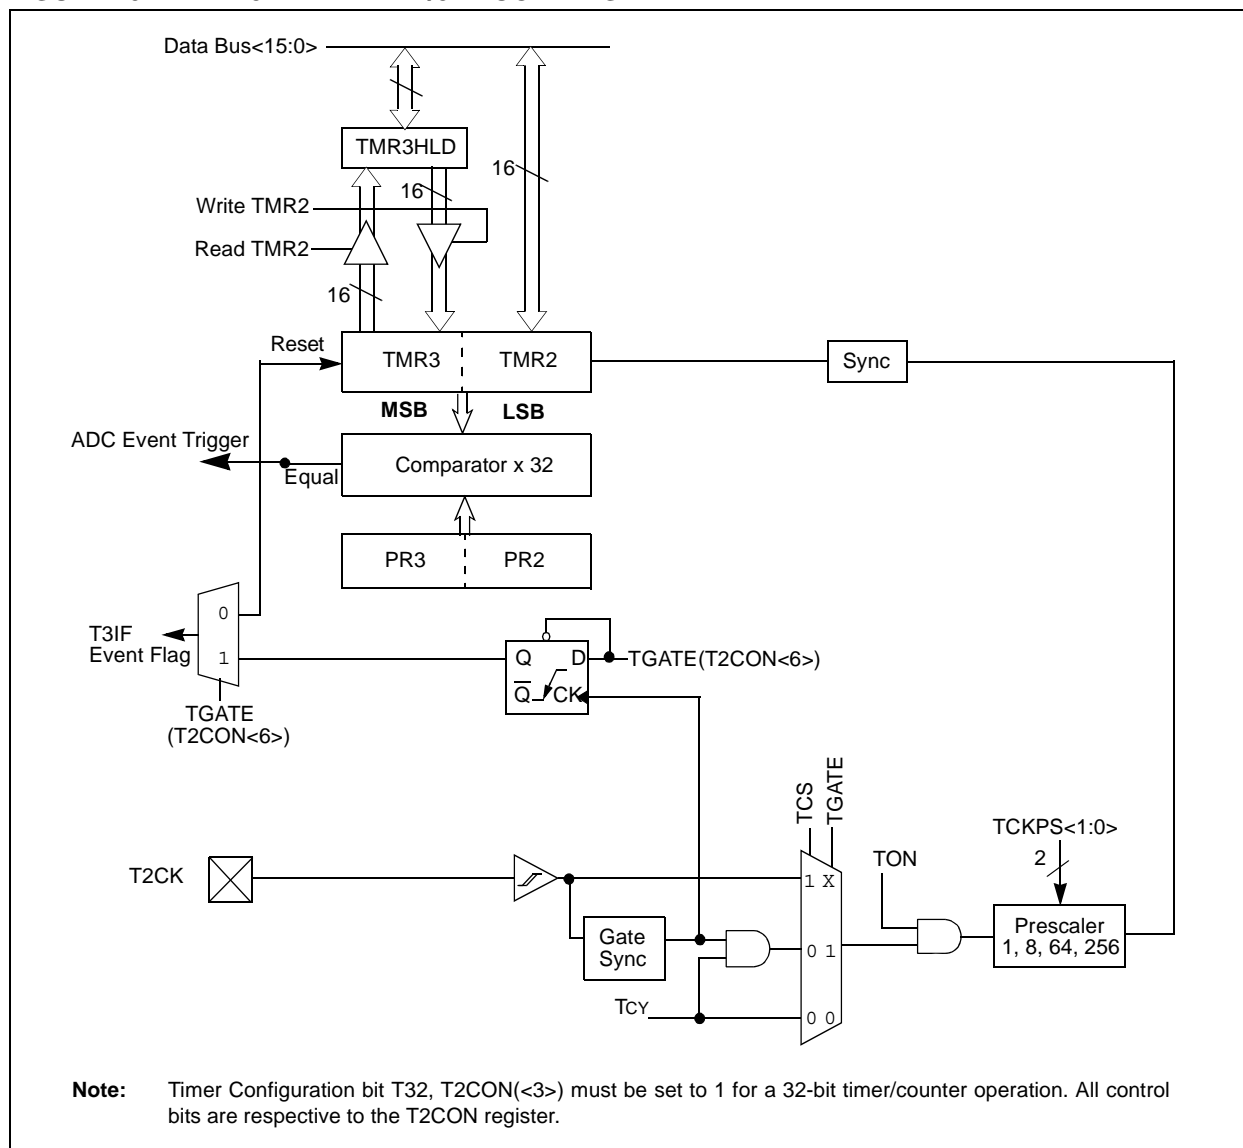 Data Bus<15:0>
TMR3HLD
16
16
Write TMR2
Read TMR2
16
Reset
TMR3
TMR2
Sync
MSB
LSB
ADC Event Trigger
Equal
Comparator x 32
PR3
PR2
0
1
T3IF
Event Flag
Q
D
TGATE(T2CON<6>)
Q
CK
TGATE
(T2CON<6>)
TCS
TGATE
TCKPS<1:0>
2
TON
T2CK
1 X
Gate
Sync
0 1
Prescaler
1, 8, 64, 256
TCY
0 0
Note: Timer Configuration bit T32, T2CON(<3>) must be set to 1 for a 32-bit timer/counter operation. All control
bits are respective to the T2CON register.